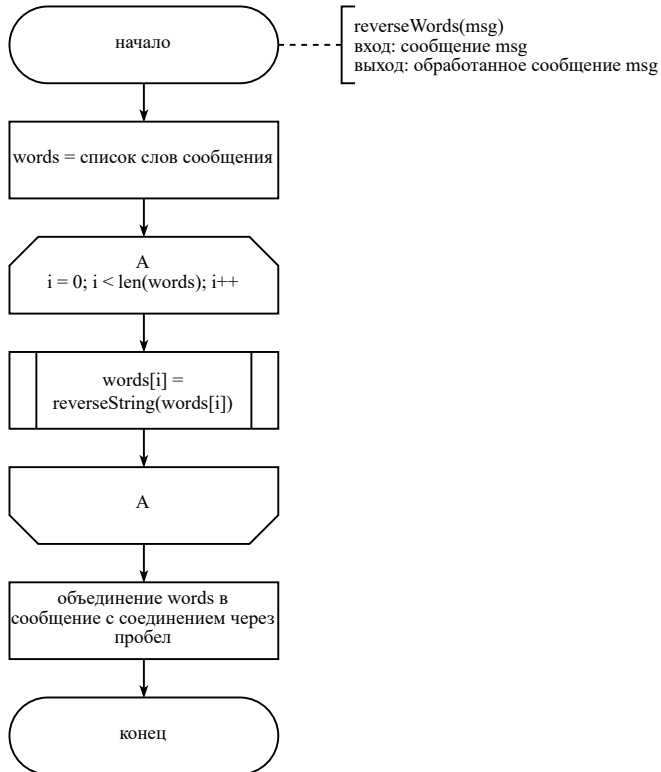 начало
reverseWords(msg)
вход: сообщение msg
выход: обработанное сообщение msg
words = список слов сообщения
A
i = 0; i < len(words); i++
words[i] =
reverseString(words[i])
A
объединение words в
сообщение с соединением через
пробел
конец